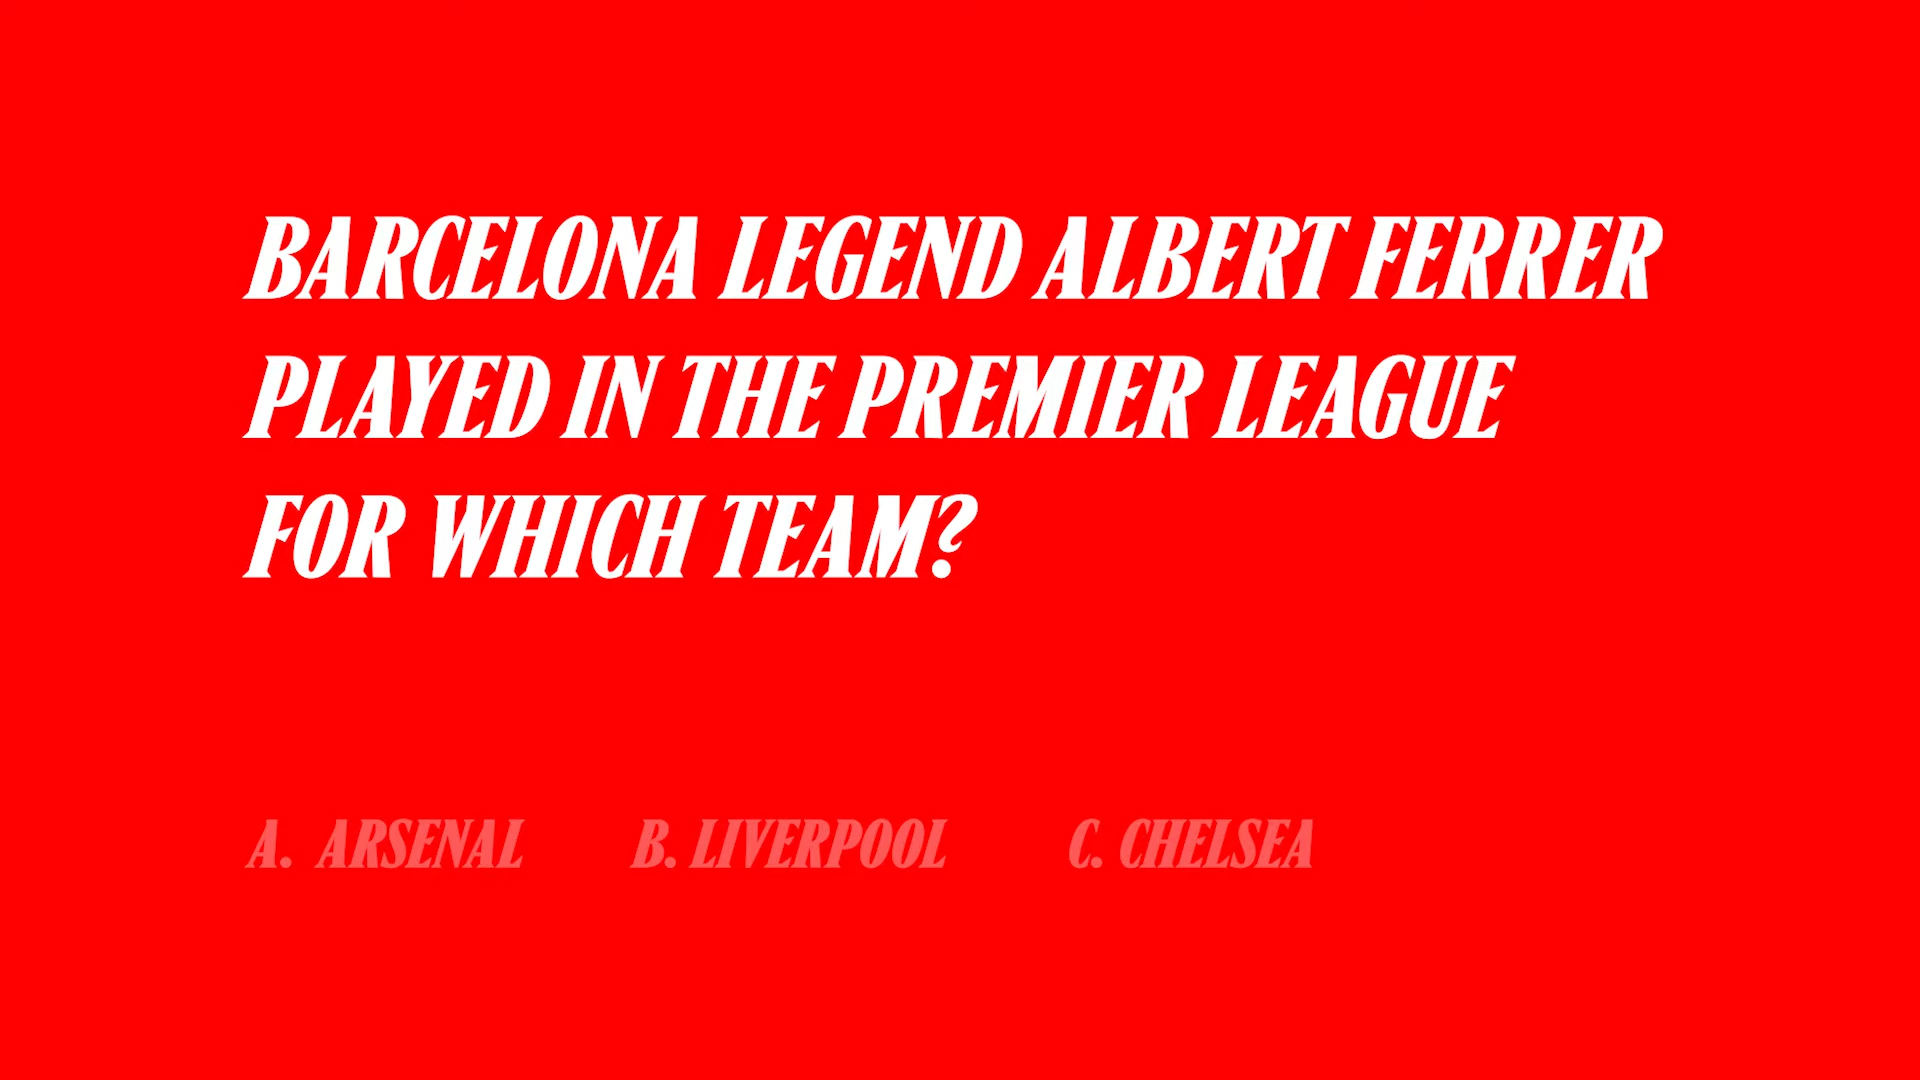 BARCELONA LEGEND ALBERT FERRER
PLAYED IN THE PREMIER LEAGUE
FOR WHICH TEAM?
A. ARSENAL B. LIVERPOOL C. CHELSEA